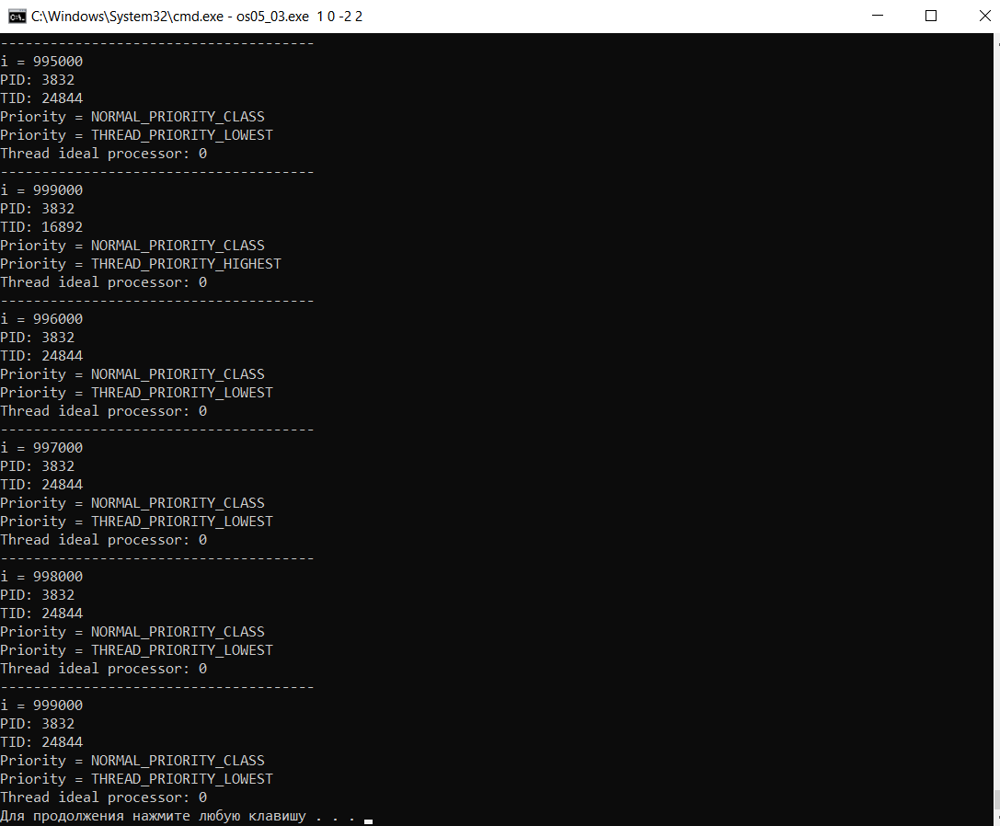 C:\Windows\System32\cmd.exe - os05_03.exe  1 0 -2 2
--------------------------------------
i = 995000
PID: 3832
TID: 24844
Priority = NORMAL_PRIORITY_CLASS
Priority = THREAD_PRIORITY_LOWEST
Thread ideal processor: 0
--------------------------------------
i = 999000
PID: 3832
TID: 16892
Priority = NORMAL_PRIORITY_CLASS
Priority = THREAD_PRIORITY_HIGHEST
Thread ideal processor: 0
--------------------------------------
i = 996000
PID: 3832
TID: 24844
Priority = NORMAL_PRIORITY_CLASS
Priority = THREAD_PRIORITY_LOWEST
Thread ideal processor: 0
--------------------------------------
i = 997000
PID: 3832
TID: 24844
Priority = NORMAL_PRIORITY_CLASS
Priority = THREAD_PRIORITY_LOWEST
Thread ideal processor: 0
--------------------------------------
i = 998000
PID: 3832
TID: 24844
Priority = NORMAL_PRIORITY_CLASS
Priority = THREAD_PRIORITY_LOWEST
Thread ideal processor: 0
--------------------------------------
i = 999000
PID: 3832
TID: 24844
Priority = NORMAL_PRIORITY_CLASS
Priority = THREAD_PRIORITY_LOWEST
Thread ideal processor: 0
Для продолжения нажмите любую клавишу . . .